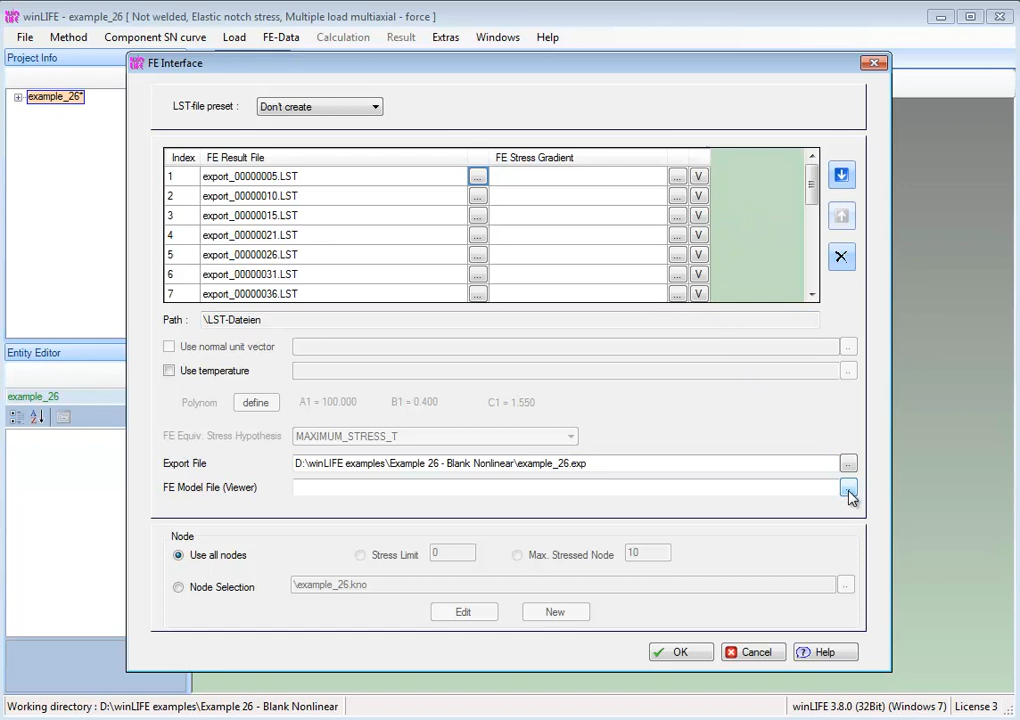 winLIFE - example_26 [ Not welded, Elastic notch stress, Multiple load multiaxial - force ]
File Method Component SN curve Load FE-Data Calculation Result Extras Windows Help
Project Info
example_26*
FE Interface
LST-file preset : Don't create
Index FE Result File FE Stress Gradient
1 export_00000005.LST ... ... V
2 export_00000010.LST ... ... V
3 export_00000015.LST ... ... V
4 export_00000021.LST ... ... V
5 export_00000026.LST ... ... V
6 export_00000031.LST ... ... V
7 export_00000036.LST ... ... V
Path : \LST-Dateien
Use normal unit vector ..
Use temperature ..
Polynom define A1 = 100.000 B1 = 0.400 C1 = 1.550
FE Equiv. Stress Hypothesis MAXIMUM_STRESS_T
Export File D:\winLIFE examples\Example 26 - Blank Nonlinear\example_26.exp ..
FE Model File (Viewer)
Node
Use all nodes Stress Limit 0 Max. Stressed Node 10
Node Selection \example_26.kno ..
Edit New
OK Cancel Help
Entity Editor
example_26
Working directory : D:\winLIFE examples\Example 26 - Blank Nonlinear winLIFE 3.8.0 (32Bit) (Windows 7) License 3